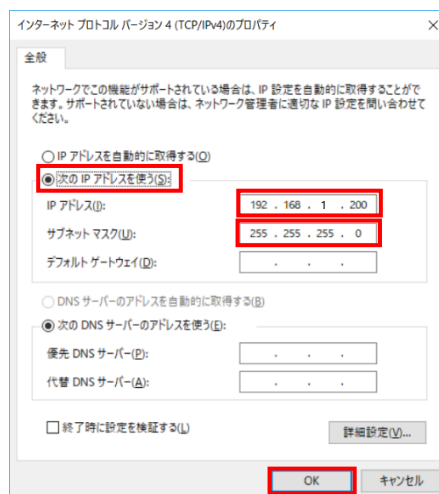 インターネット プロトコル バージョン 4 (TCP/IPv4)のプロパティ
全般
ネットワークでこの機能がサポートされている場合は、IP 設定を自動的に取得することがで
きます。サポートされていない場合は、ネットワーク管理者に適切な IP 設定を問い合わせて
ください。
IP アドレスを自動的に取得する(O)
次の IP アドレスを使う(S):
IP アドレス(I): 192 . 168 . 1 . 200
サブネット マスク(U): 255 . 255 . 255 . 0
デフォルト ゲートウェイ(D): . . .
DNS サーバーのアドレスを自動的に取得する(B)
次の DNS サーバーのアドレスを使う(E):
優先 DNS サーバー(P): . . .
代替 DNS サーバー(A): . . .
終了時に設定を検証する(L)
詳細設定(V)...
OK キャンセル